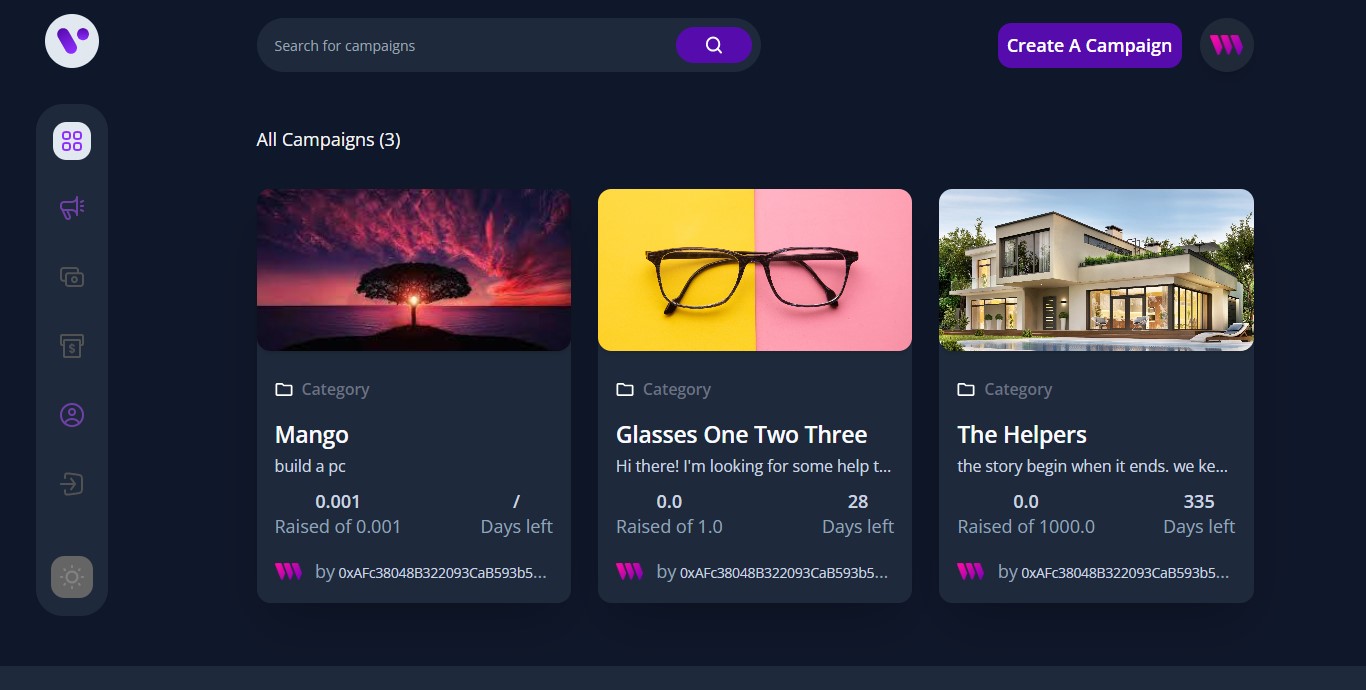 Search for campaigns
Create A Campaign
All Campaigns (3)
Category
Mango
build a pc
0.001
/
Raised of 0.001
Days left
by 0xAFc38048B322093CaB593b5...
Category
Glasses One Two Three
Hi there! I'm looking for some help t...
0.0
28
Raised of 1.0
Days left
by 0xAFc38048B322093CaB593b5...
Category
The Helpers
the story begin when it ends. we ke...
0.0
335
Raised of 1000.0
Days left
by 0xAFc38048B322093CaB593b5...